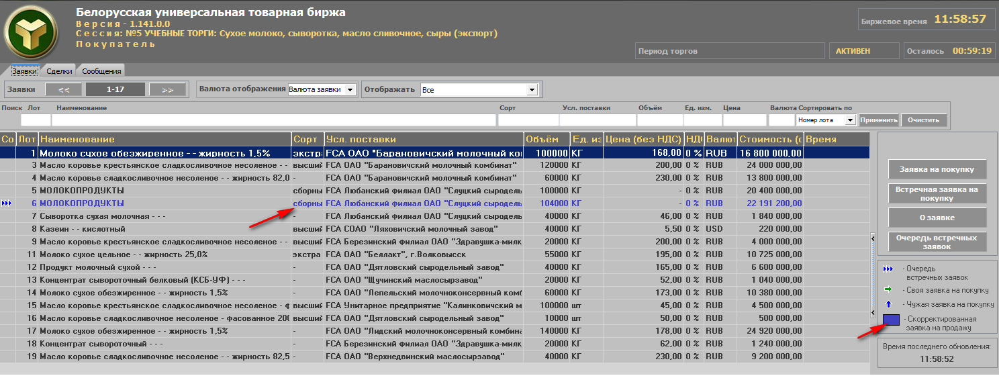 Белорусская универсальная товарная биржа
Версия - 1.141.0.0
Сессия: №5 УЧЕБНЫЕ ТОРГИ: Сухое молоко, сыворотка, масло сливочное, сыры (экспорт)
Покупатель
Биржевое время 11:58:57
Период торгов АКТИВЕН Осталось 00:59:19
Заявки Сделки Сообщения
Заявки << 1-17 >> Валюта отображения Валюта заявки Отображать Все
Поиск Лот Наименование Сорт Усл. поставки Объём Ед. изм. Цена Валюта Сортировать по
Номер лота Применить Очистить
Со Лот Наименование Сорт Усл. поставки Объём Ед. из Цена (без НДС) НДС Валют Стоимость (с Время
1 Молоко сухое обезжиренное - - жирность 1,5% экстра FCA ОАО "Барановичский молочный ком 100000 КГ 168,00 0 % RUB 16 800 000,00
3 Масло коровье крестьянское сладкосливочное несоленое - - высший FCA ОАО "Барановичский молочный комбинат" 120000 КГ 200,00 0 % RUB 24 000 000,00
4 Масло коровье сладкосливочное несоленое - - жирность 82,0 - FCA ОАО "Барановичский молочный комбинат" 60000 КГ 230,00 0 % RUB 13 800 000,00
5 МОЛОКОПРОДУКТЫ сборны FCA Любанский филиал ОАО "Слуцкий сыродель 100000 КГ - 0 % RUB 20 400 000,00
6 МОЛОКОПРОДУКТЫ сборны FCA Любанский филиал ОАО "Слуцкий сыродель 104000 КГ - 0 % RUB 22 191 200,00
7 Сыворотка сухая молочная - - - - FCA Любанский филиал ОАО "Слуцкий сыродель 40000 КГ 46,00 0 % RUB 1 840 000,00
8 Казеин - - кислотный высший FCA СОАО "Ляховичский молочный завод" 40000 КГ 5,50 0 % USD 220 000,00
9 Масло коровье крестьянское сладкосливочное несоленое - - высший FCA Березинский филиал ОАО "Здравушка-милк 20000 КГ 200,00 0 % RUB 4 000 000,00
11 Молоко сухое цельное - - жирность 25,0% экстра FCA ОАО "Беллакт", г.Волковысск 55000 КГ 195,00 0 % RUB 10 725 000,00
12 Продукт молочный сухой - - - - FCA ОАО "Дятловский сыродельный завод" 40000 КГ 165,00 0 % RUB 6 600 000,00
13 Концентрат сывороточный белковый (КСБ-УФ) - - - - FCA ОАО "Щучинский маслосырзавод" 20000 КГ 52,00 0 % RUB 1 040 000,00
14 Молоко сухое обезжиренное - - жирность 1,5% - FCA ОАО "Лепельский молочноконсервный комб 60000 КГ 173,00 0 % RUB 10 380 000,00
15 Масло коровье крестьянское сладкосливочное несоленое - ф высший FCA Унитарное предприятие "Калинковичский м 100000 шт 45,00 0 % RUB 4 500 000,00
16 Масло коровье сладкосливочное несоленое - фасованное 200 высший FCA ОАО "Дятловский сыродельный завод" 10000 шт 50,00 0 % RUB 500 000,00
17 Молоко сухое обезжиренное - - жирность 1,5% - FCA ОАО "Лидский молочноконсервный комбина 140000 КГ 178,00 0 % RUB 24 920 000,00
18 Концентрат сывороточный - - - - FCA Березинский филиал ОАО "Здравушка-милк 20000 КГ 62,00 0 % RUB 1 240 000,00
19 Масло коровье сладкосливочное несоленое - - жирность 82,5 - FCA ОАО "Верхнедвинский маслосырзавод" 40000 КГ 230,00 0 % RUB 9 200 000,00
Заявка на покупку
Встречная заявка на
покупку
О заявке
Очередь встречных
заявок
- Очередь
встречных заявок
- Своя заявка на покупку
- Чужая заявка на покупку
- Скорректированная
заявка на продажу
Время последнего обновления:
11:58:52